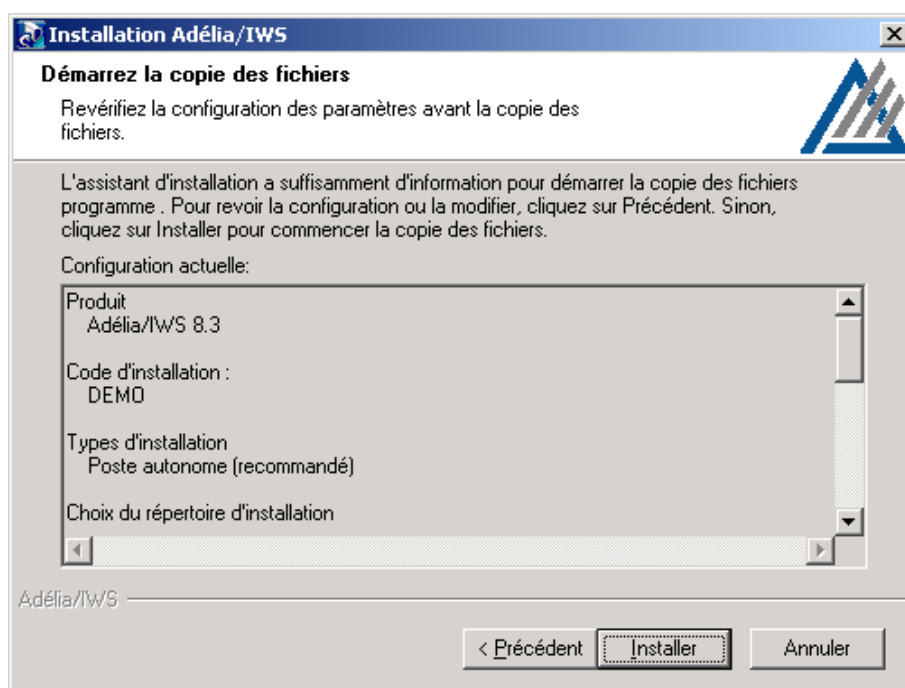 Installation Adélia/IWS
Démarrez la copie des fichiers
Revérifiez la configuration des paramètres avant la copie des
fichiers.
L'assistant d'installation a suffisamment d'information pour démarrer la copie des fichiers
programme . Pour revoir la configuration ou la modifier, cliquez sur Précédent. Sinon,
cliquez sur Installer pour commencer la copie des fichiers.
Configuration actuelle:
Produit
Adélia/IWS 8.3
Code d'installation :
DEMO
Types d'installation
Poste autonome (recommandé)
Choix du répertoire d'installation
Adélia/IWS
< Précédent
Installer
Annuler